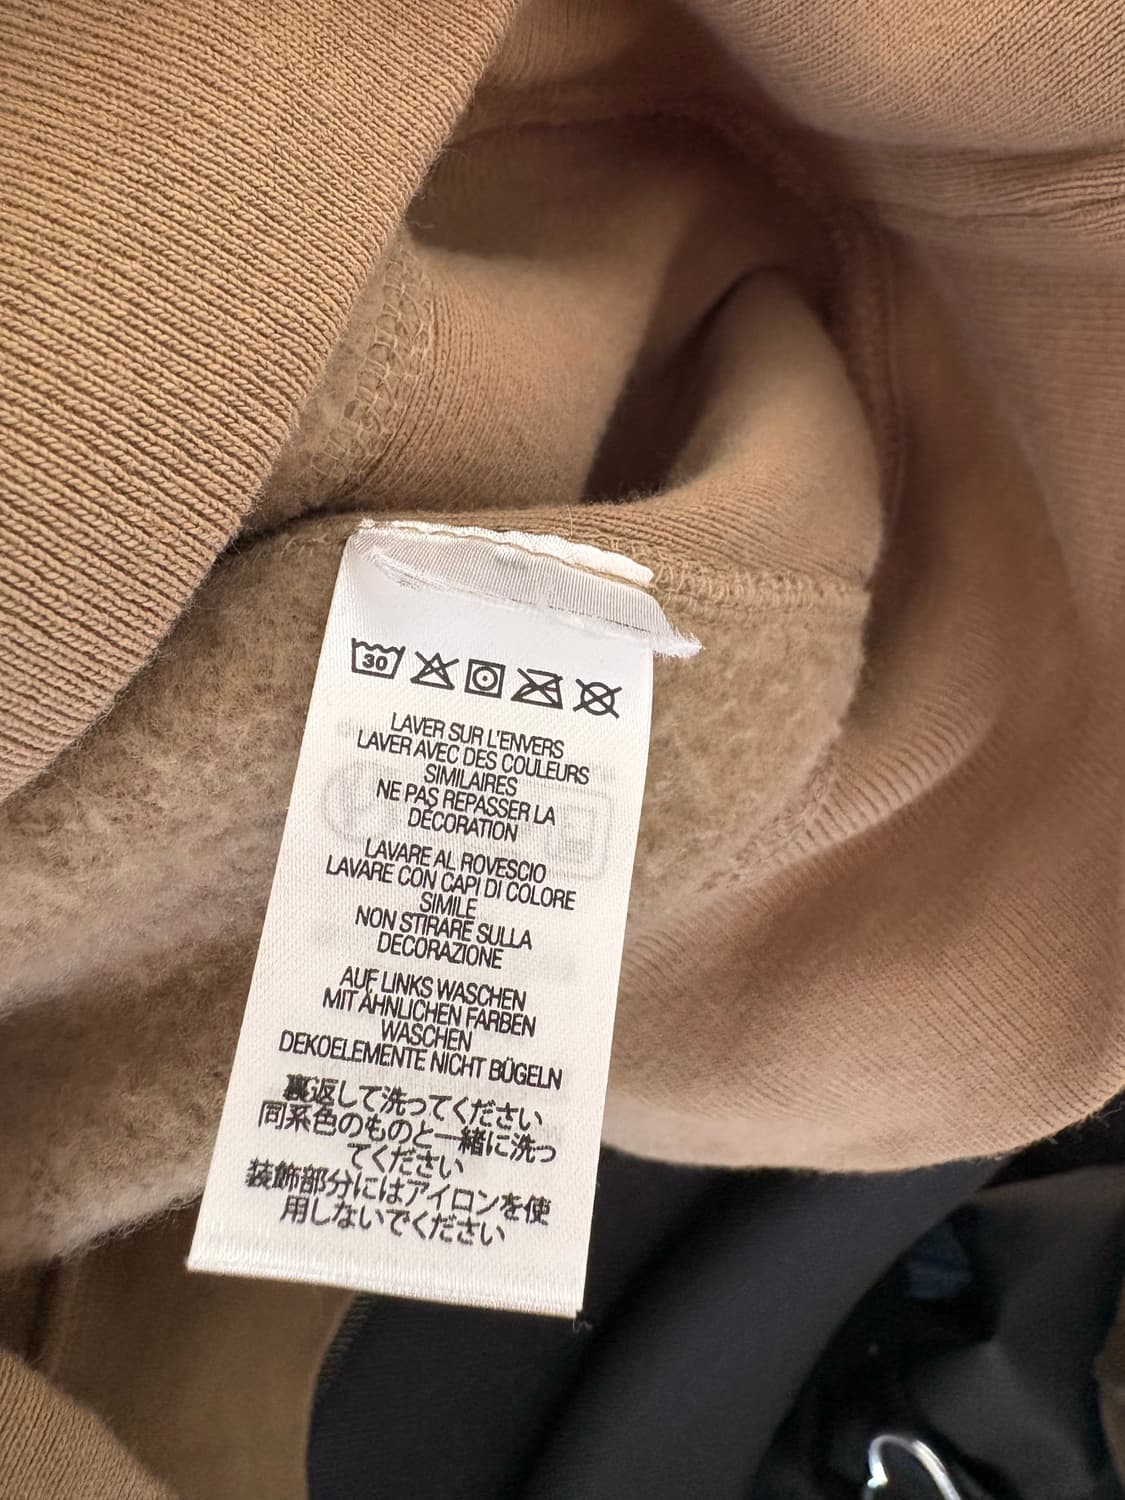 30
LAVER SUR L'ENVERS
LAVER AVEC DES COULEURS
SIMILAIRES
NE PAS REPASSER LA
DÉCORATION
LAVARE AL ROVESCIO
LAVARE CON CAPI DI COLORE
SIMILE
NON STIRARE SULLA
DECORAZIONE
AUF LINKS WASCHEN
MIT ÄHNLICHEN FARBEN
WASCHEN
DEKOELEMENTE NICHT BÜGELN
裏返して洗ってください
同系色のものと一緒に洗っ
てください
装飾部分にはアイロンを使
用しないでください